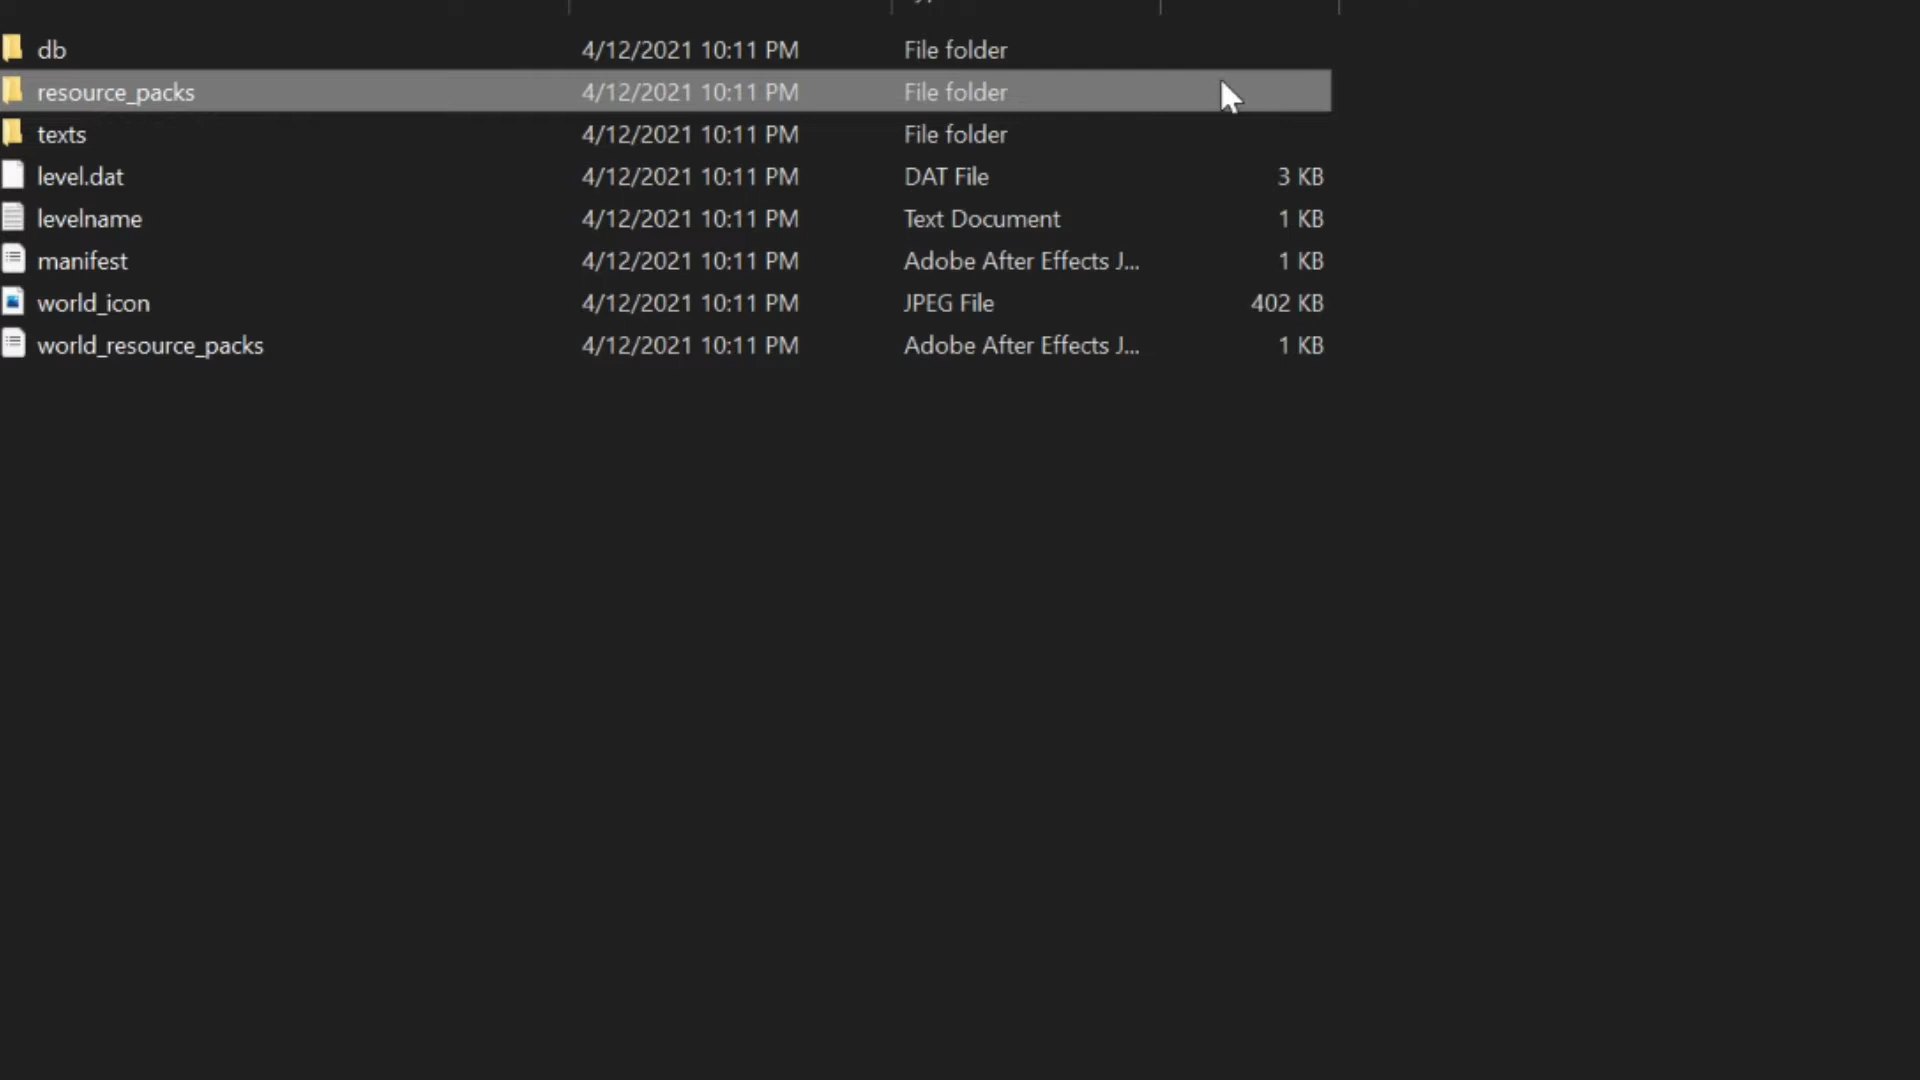 db 4/12/2021 10:11 PM File folder
resource_packs 4/12/2021 10:11 PM File folder
texts 4/12/2021 10:11 PM File folder
level.dat 4/12/2021 10:11 PM DAT File 3 KB
levelname 4/12/2021 10:11 PM Text Document 1 KB
manifest 4/12/2021 10:11 PM Adobe After Effects J... 1 KB
world_icon 4/12/2021 10:11 PM JPEG File 402 KB
world_resource_packs 4/12/2021 10:11 PM Adobe After Effects J... 1 KB